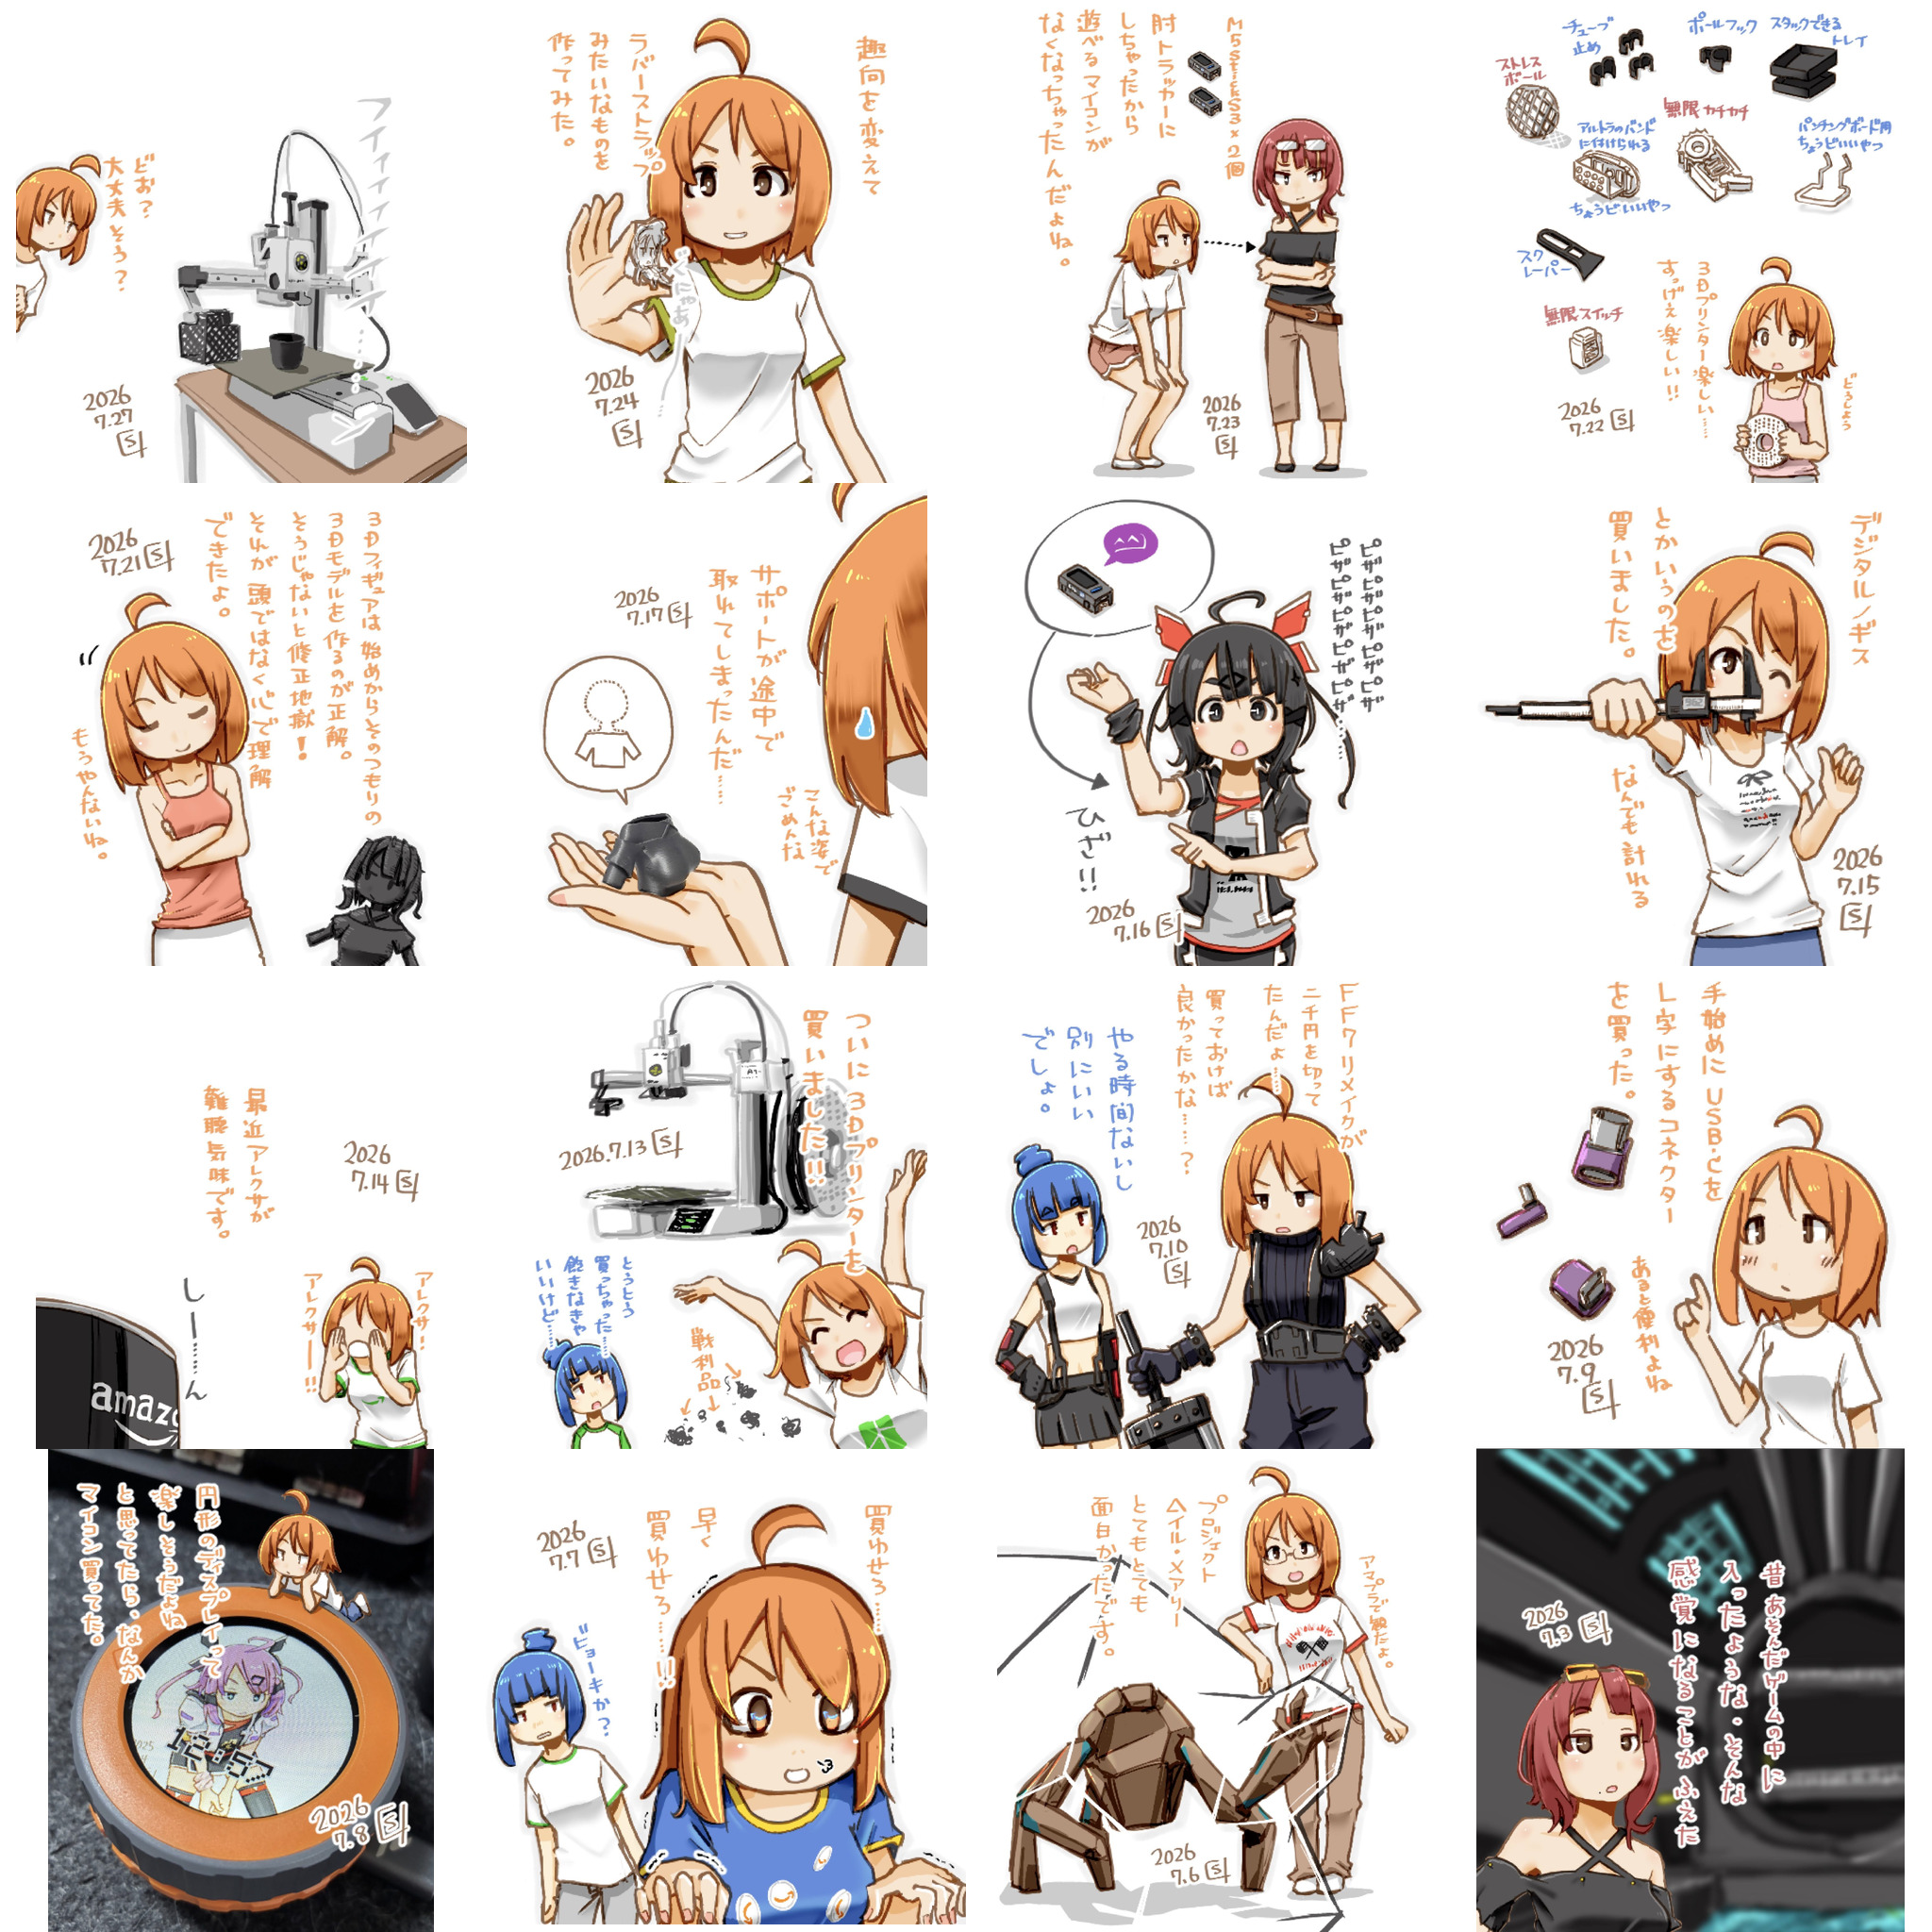 どお?
大丈夫そう?
フイィィィィィィ……
2026
7.27
趣向を変えて
ラバーストラップ
みたいなものを
作ってみた。
ぐにゃあ
2026
7.24
M5StickS3×2個
肘トラッカーに
しちゃったから
遊べるマイコンが
なくなっちゃったんだよね。
2026
7.23
チューブ
止め
ポールフック
スタックできる
トレイ
ストレス
ボール
アルトラのバンド
に付けられる
ちょうどいいやつ
無限カチカチ
パンチングボード用
ちょうどいいやつ
スク
レーパー
無限スイッチ
3Dプリンター楽しい……
すっげえ楽しい!!
どうしよう
2026
7.22
2026
7.21
3Dフィギュアは始めからそのつもりの
3Dモデルを作るのが正解。
そうじゃないと修正地獄!
それが頭ではなく心で理解
できたよ。
もうやんないね。
サポートが途中で
取れてしまったんだ……
こんな姿で
ごめんな
2026
7.17
ピザピザピザピザピザピザ
ピザピザピザピザピザピザ……
ひざ!!
2026
7.16
デジタルノギス
とかいうのを
買いました。
なんでも計れる
2026
7.15
最近アレクサが
難聴気味です。
2026
7.14
アレクサ!
アレクサ――!!
しー……ん
amazo
ついに3Dプリンターを
買いました!!
2026.7.13
とうとう
買っちゃった……
飽きなきゃ
いいけど……
戦利品
FF7リメイクが
二千円を切って
たんだよ……
買っておけば
良かったかな……?
やる時間ないし
別にいい
でしょ。
2026
7.10
手始めにUSB-Cを
L字にするコネクター
を買った。
あると便利よね
2026
7.9
円形のディスプレイって
楽しそうだよね
と思ってたら、なんか
マイコン買ってた。
12:57
2026
7.8
買わせろ……
早く
買わせろ……!!
ビョーキか?
2026
7.7
プロジェクト
ヘイル・メアリー
とてもとても
面白かったです。
アマプラで観たよ。
2026
7.6
昔あそんだゲームの中に
入ったような、そんな
感覚になることがふえた
2026
7.3